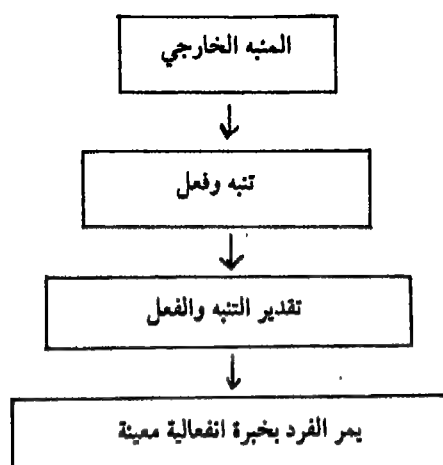 المنبه الخارجي
تنبه وفعل
تقدير التنبه والفعل
يمر الفرد بخبرة انفعالية معينة